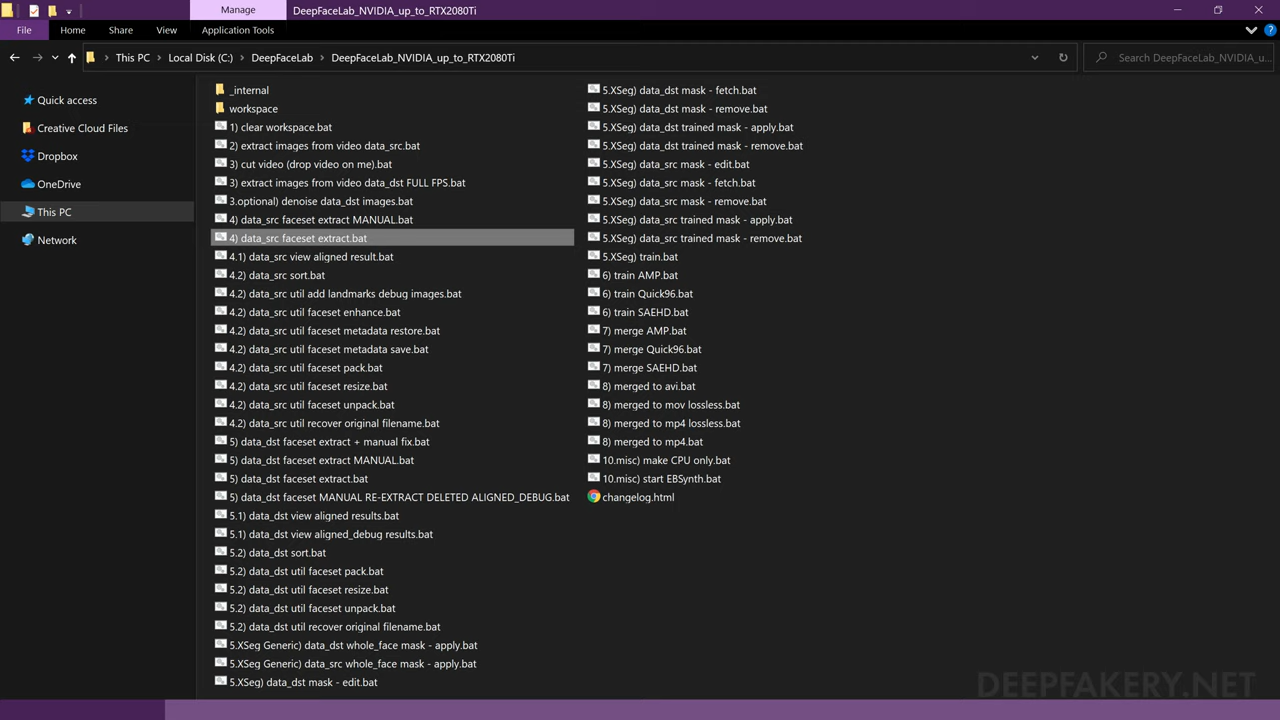 Manage
DeepFaceLab_NVIDIA_up_to_RTX2080Ti
File
Home
Share
View
Application Tools
This PC
Local Disk (C:)
DeepFaceLab
DeepFaceLab_NVIDIA_up_to_RTX2080Ti
Search DeepFaceLab_NVIDIA_u...
Quick access
Creative Cloud Files
Dropbox
OneDrive
This PC
Network
_internal
workspace
1) clear workspace.bat
2) extract images from video data_src.bat
3) cut video (drop video on me).bat
3) extract images from video data_dst FULL FPS.bat
3.optional) denoise data_dst images.bat
4) data_src faceset extract MANUAL.bat
4) data_src faceset extract.bat
4.1) data_src view aligned result.bat
4.2) data_src sort.bat
4.2) data_src util add landmarks debug images.bat
4.2) data_src util faceset enhance.bat
4.2) data_src util faceset metadata restore.bat
4.2) data_src util faceset metadata save.bat
4.2) data_src util faceset pack.bat
4.2) data_src util faceset resize.bat
4.2) data_src util faceset unpack.bat
4.2) data_src util recover original filename.bat
5) data_dst faceset extract + manual fix.bat
5) data_dst faceset extract MANUAL.bat
5) data_dst faceset extract.bat
5) data_dst faceset MANUAL RE-EXTRACT DELETED ALIGNED_DEBUG.bat
5.1) data_dst view aligned results.bat
5.1) data_dst view aligned_debug results.bat
5.2) data_dst sort.bat
5.2) data_dst util faceset pack.bat
5.2) data_dst util faceset resize.bat
5.2) data_dst util faceset unpack.bat
5.2) data_dst util recover original filename.bat
5.XSeg Generic) data_dst whole_face mask - apply.bat
5.XSeg Generic) data_src whole_face mask - apply.bat
5.XSeg) data_dst mask - edit.bat
5.XSeg) data_dst mask - fetch.bat
5.XSeg) data_dst mask - remove.bat
5.XSeg) data_dst trained mask - apply.bat
5.XSeg) data_dst trained mask - remove.bat
5.XSeg) data_src mask - edit.bat
5.XSeg) data_src mask - fetch.bat
5.XSeg) data_src mask - remove.bat
5.XSeg) data_src trained mask - apply.bat
5.XSeg) data_src trained mask - remove.bat
5.XSeg) train.bat
6) train AMP.bat
6) train Quick96.bat
6) train SAEHD.bat
7) merge AMP.bat
7) merge Quick96.bat
7) merge SAEHD.bat
8) merged to avi.bat
8) merged to mov lossless.bat
8) merged to mp4 lossless.bat
8) merged to mp4.bat
10.misc) make CPU only.bat
10.misc) start EBSynth.bat
changelog.html
DEEPFAKERY.NET